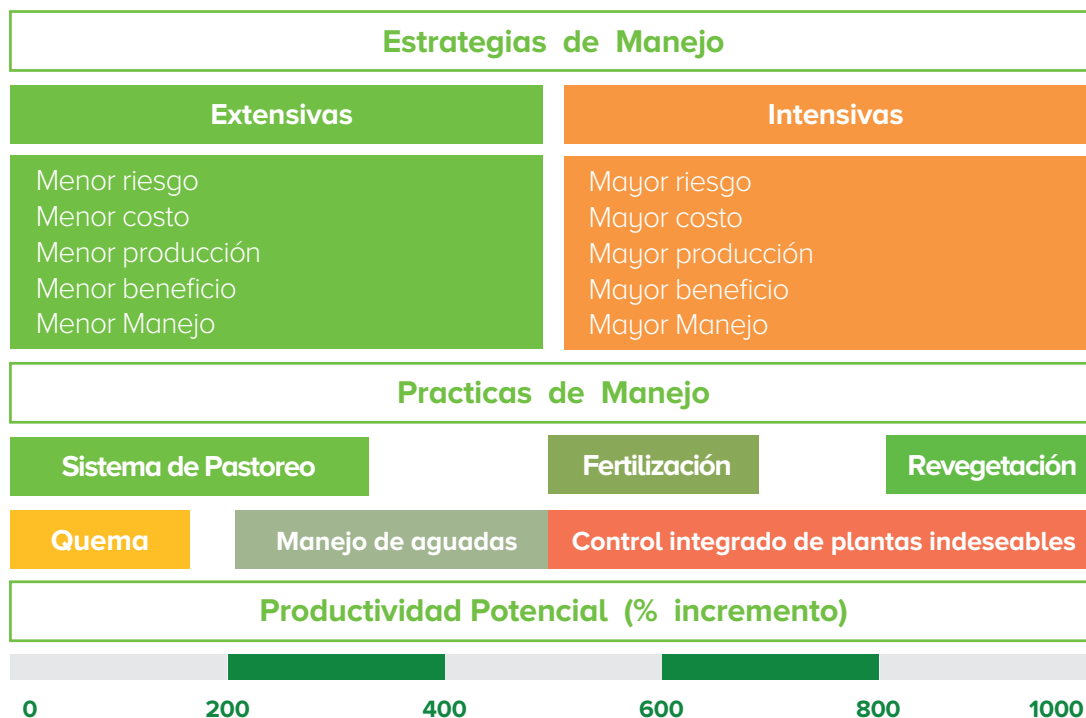 Estrategias de Manejo
Extensivas
Intensivas
Menor riesgo
Menor costo
Menor producción
Menor beneficio
Menor Manejo
Mayor riesgo
Mayor costo
Mayor producción
Mayor beneficio
Mayor Manejo
Practicas de Manejo
Sistema de Pastoreo
Fertilización
Revegetación
Quema
Manejo de aguadas
Control integrado de plantas indeseables
Productividad Potencial (% incremento)
0 200 400 600 800 1000